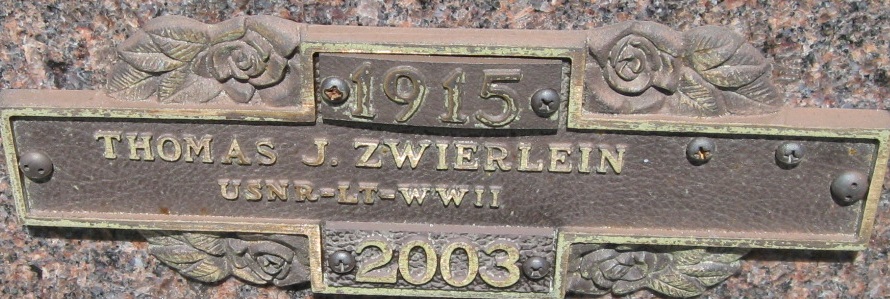 1915
THOMAS J. ZWIERLEIN
USNR-LT-WWII
2003